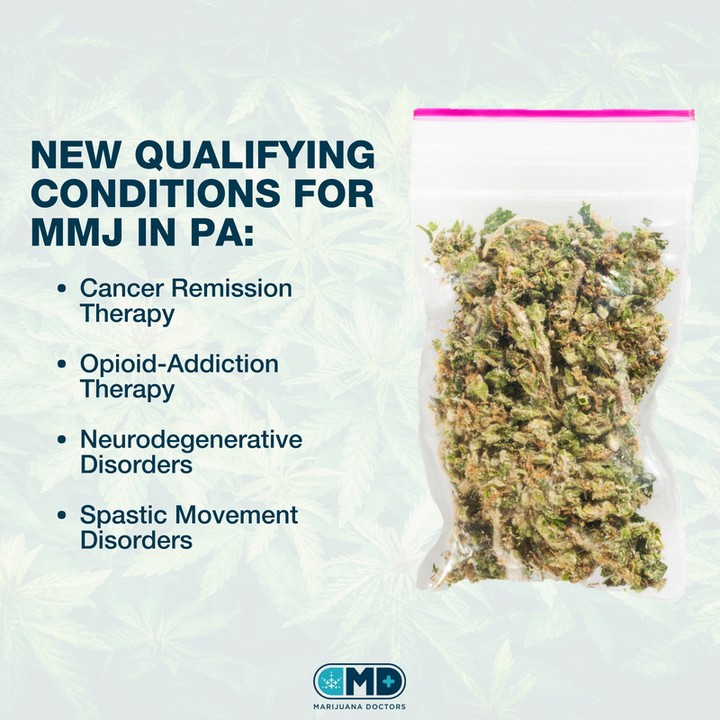 NEW QUALIFYING
CONDITIONS FOR
MMJ IN PA:
• Cancer Remission
Therapy
• Opioid-Addiction
Therapy
• Neurodegenerative
Disorders
• Spastic Movement
Disorders
MD
MARIJUANA DOCTORS